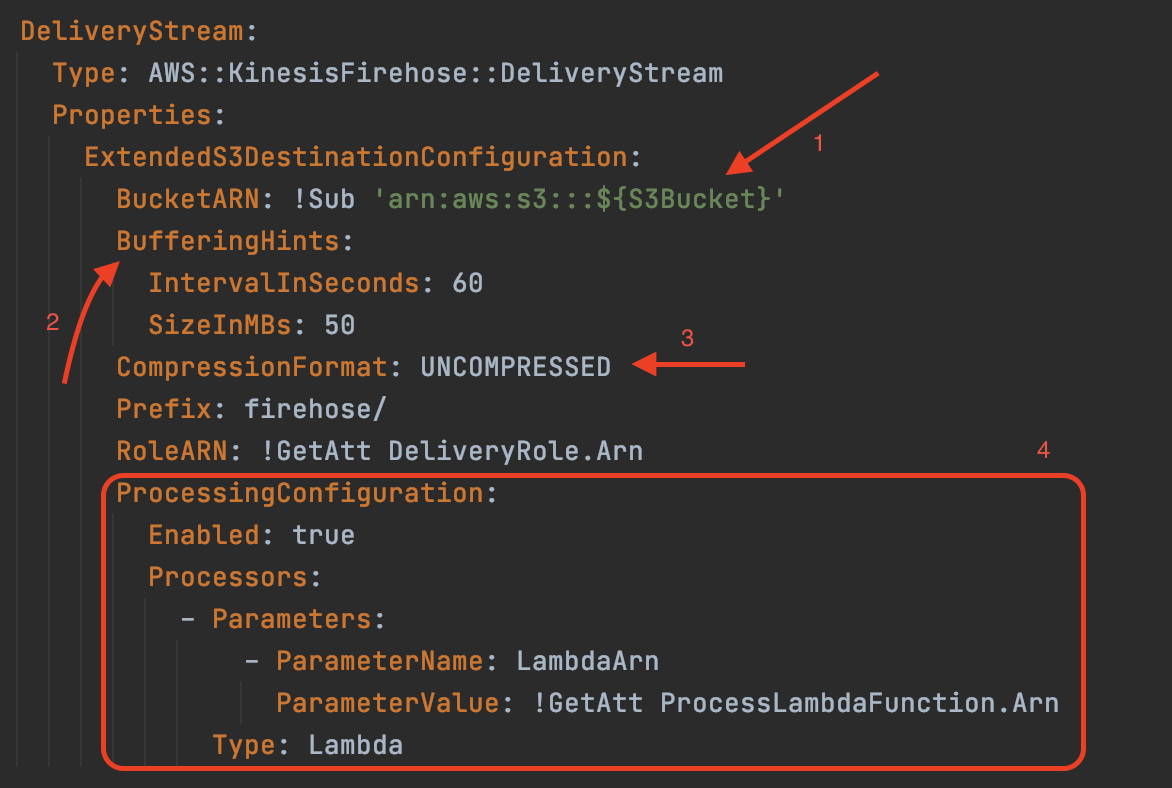 DeliveryStream:
Type: AWS::KinesisFirehose::DeliveryStream
Properties:
1
ExtendedS3DestinationConfiguration:
BucketARN: !Sub 'arn:aws:s3:::${S3Bucket}'
BufferingHints:
IntervalInSeconds: 60
2
SizeInMBs: 50
3
CompressionFormat: UNCOMPRESSED
Prefix: firehose/
RoleARN: !GetAtt DeliveryRole.Arn
4
ProcessingConfiguration:
Enabled: true
Processors:
- Parameters:
- ParameterName: LambdaArn
ParameterValue: !GetAtt ProcessLambdaFunction.Arn
Type: Lambda